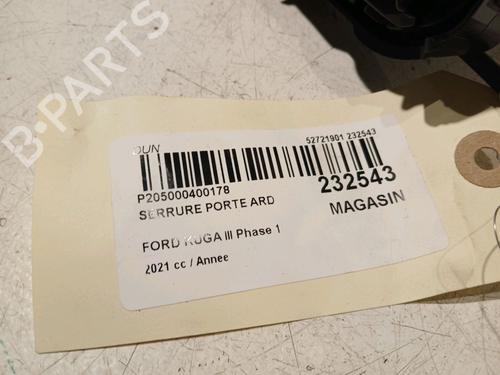 B-PARTS
OUN
52721901 232543
P205000400178
232543
SERRURE PORTE ARD
MAGASIN
FORD KUGA III Phase 1
2021 cc / Annee